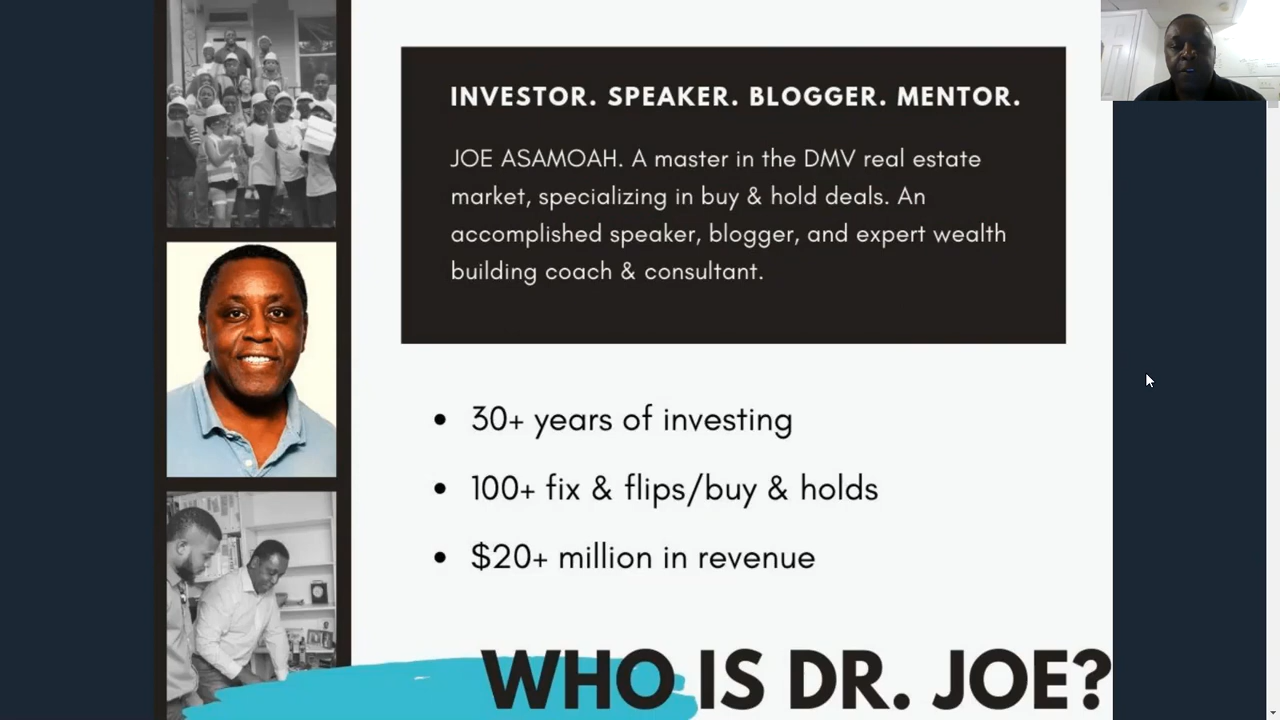 INVESTOR. SPEAKER. BLOGGER. MENTOR.
JOE ASAMOAH. A master in the DMV real estate
market, specializing in buy & hold deals. An
accomplished speaker, blogger, and expert wealth
building coach & consultant.
• 30+ years of investing
• 100+ fix & flips/buy & holds
• $20+ million in revenue
WHO IS DR. JOE?